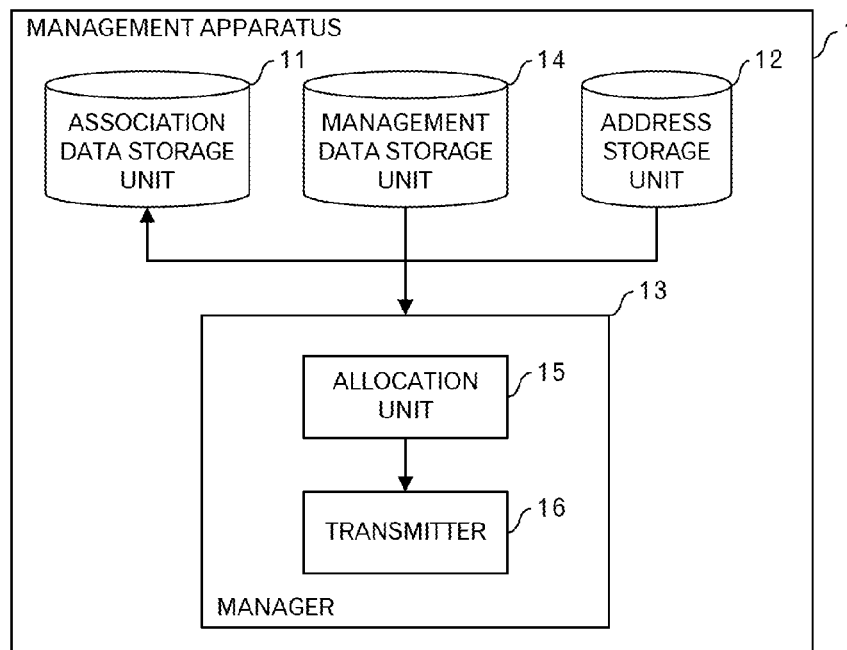 MANAGEMENT APPARATUS
11
14
12
ASSOCIATION
DATA STORAGE
UNIT
MANAGEMENT
DATA STORAGE
UNIT
ADDRESS
STORAGE
UNIT
13
ALLOCATION
UNIT
15
TRANSMITTER
16
MANAGER